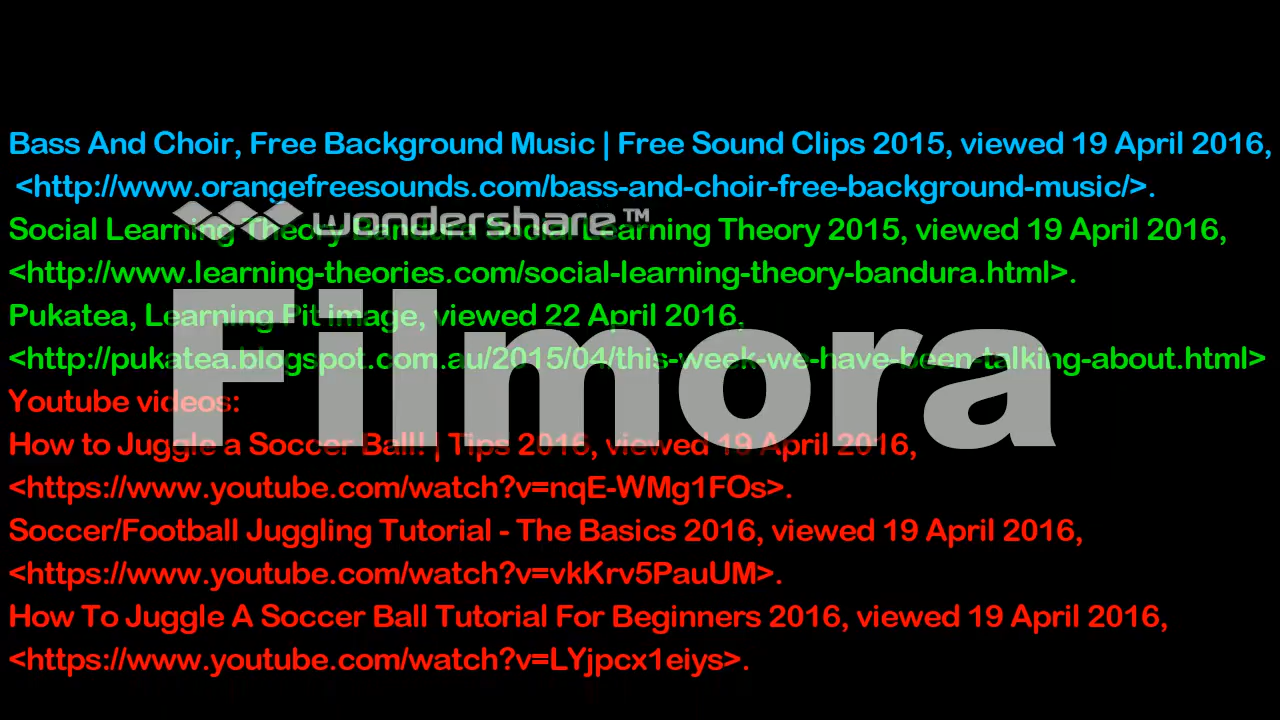 Bass And Choir, Free Background Music | Free Sound Clips 2015, viewed 19 April 2016,
<http://www.orangefreesounds.com/bass-and-choir-free-background-music/>.
wondershare™
Social Learning Theory Bandura Social Learning Theory 2015, viewed 19 April 2016,
<http://www.learning-theories.com/social-learning-theory-bandura.html>.
Pukatea, Learning Pit image, viewed 22 April 2016.
<http://pukatea.blogspot.com.au/2015/04/this-week-we-have-been-talking-about.html>
Filmora
Youtube videos:
How to Juggle a Soccer Ball! | Tips 2016, viewed 19 April 2016,
<https://www.youtube.com/watch?v=nqE-WMg1FOs>.
Soccer/Football Juggling Tutorial - The Basics 2016, viewed 19 April 2016,
<https://www.youtube.com/watch?v=vkKrv5PauUM>.
How To Juggle A Soccer Ball Tutorial For Beginners 2016, viewed 19 April 2016,
<https://www.youtube.com/watch?v=LYjpcx1eiys>.